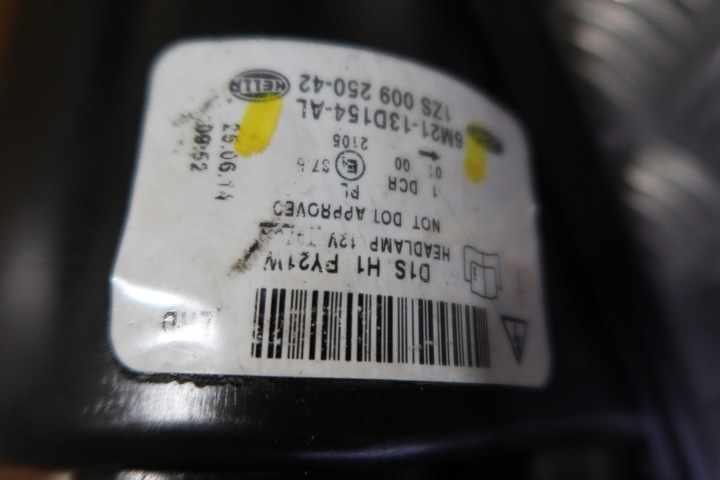 D1S H1 PY21W
HEADLAMP 12V
NOT DOT APPROVED
1 DCR PL
00 E1 37.5
2105
6M21-13D154-AL
1ZS 009 250-42
HELLA
25.06.14
09:52